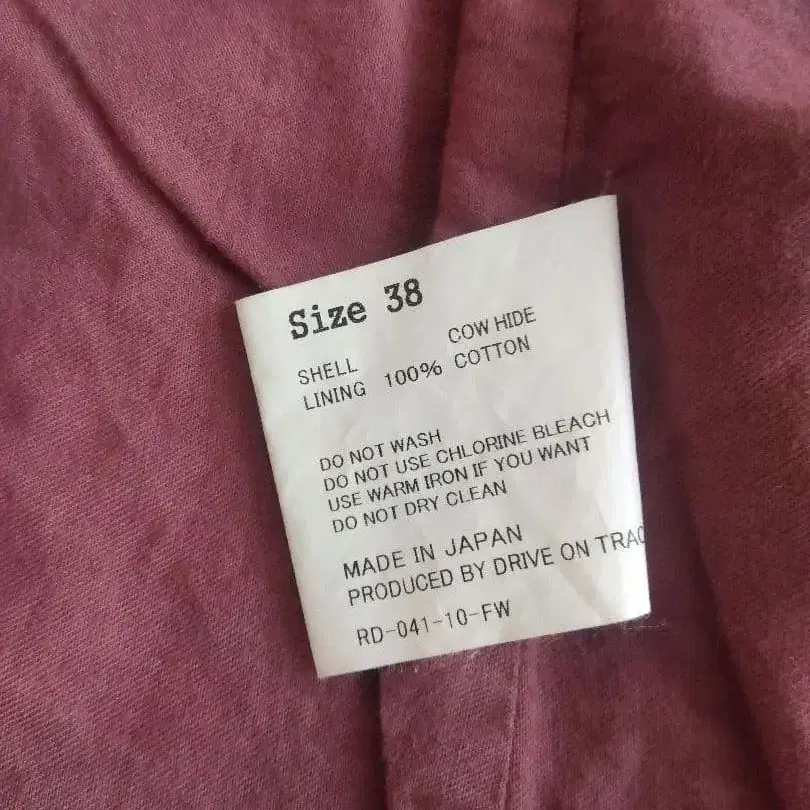 Size 38
SHELL COW HIDE
LINING 100% COTTON
DO NOT WASH
DO NOT USE CHLORINE BLEACH
USE WARM IRON IF YOU WANT
DO NOT DRY CLEAN
MADE IN JAPAN
PRODUCED BY DRIVE ON
RD-041-10-FW